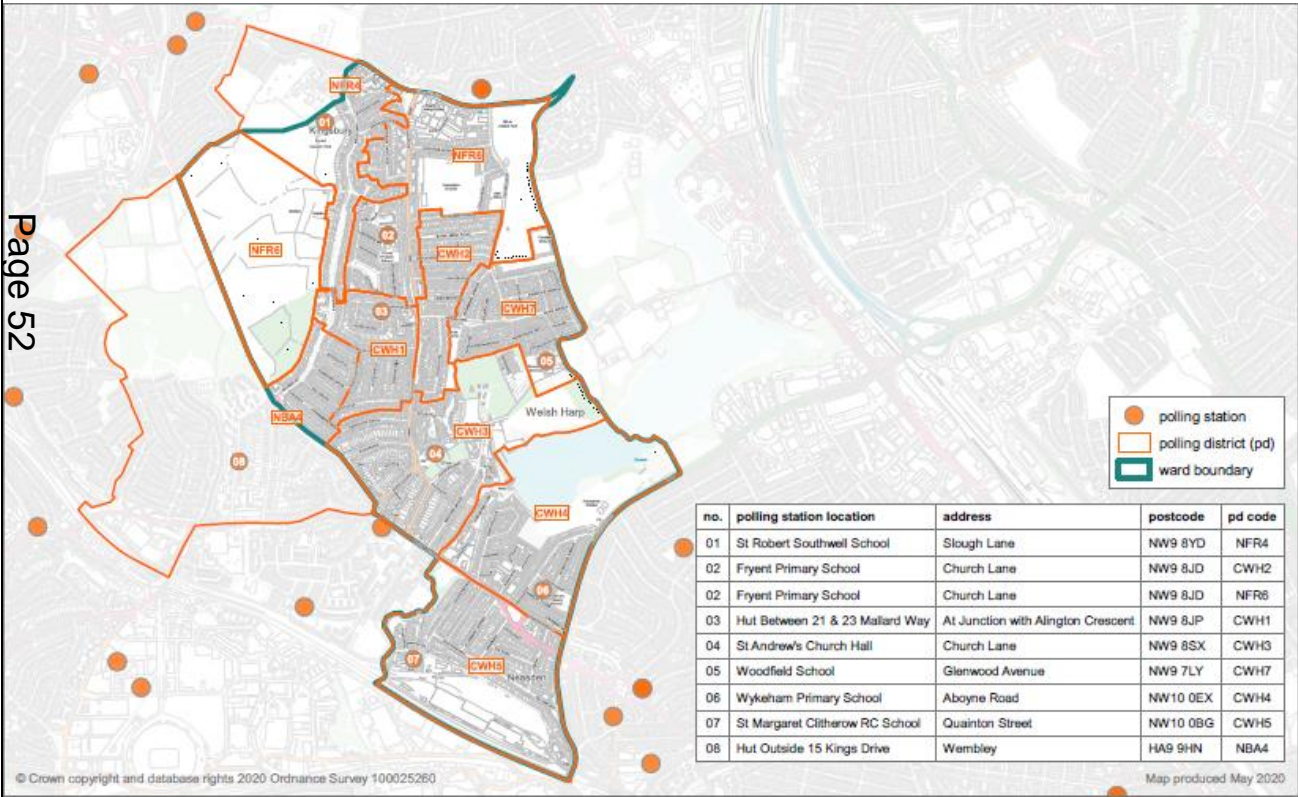 Page 52
NFR4
01
Kingsbury
NFR6
NFR6
02
CWH2
CWH7
03
CWH1
05
Welsh Harp
NBA4
CWH3
04
08
CWH4
06
07
CWH5
Neasden
polling station
polling district (pd)
ward boundary
no. polling station location address postcode pd code
01 St Robert Southwell School Slough Lane NW9 8YD NFR4
02 Fryent Primary School Church Lane NW9 8JD CWH2
02 Fryent Primary School Church Lane NW9 8JD NFR6
03 Hut Between 21 & 23 Mallard Way At Junction with Alington Crescent NW9 8JP CWH1
04 St Andrew's Church Hall Church Lane NW9 8SX CWH3
05 Woodfield School Glenwood Avenue NW9 7LY CWH7
06 Wykeham Primary School Aboyne Road NW10 0EX CWH4
07 St Margaret Clitherow RC School Quainton Street NW10 0BG CWH5
08 Hut Outside 15 Kings Drive Wembley HA9 9HN NBA4
© Crown copyright and database rights 2020 Ordnance Survey 100025260
Map produced May 2020